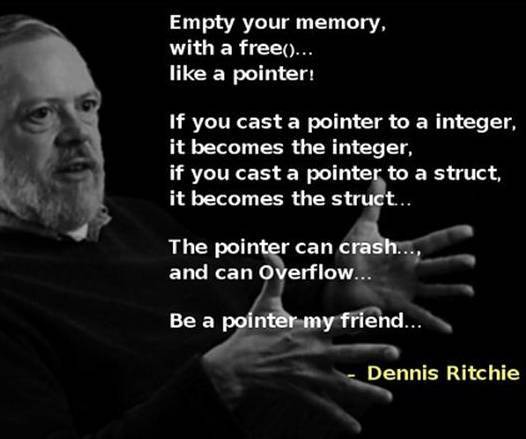 Empty your memory,
with a free()...
like a pointer!
If you cast a pointer to a integer,
it becomes the integer,
if you cast a pointer to a struct,
it becomes the struct...
The pointer can crash...,
and can Overflow...
Be a pointer my friend...
- Dennis Ritchie